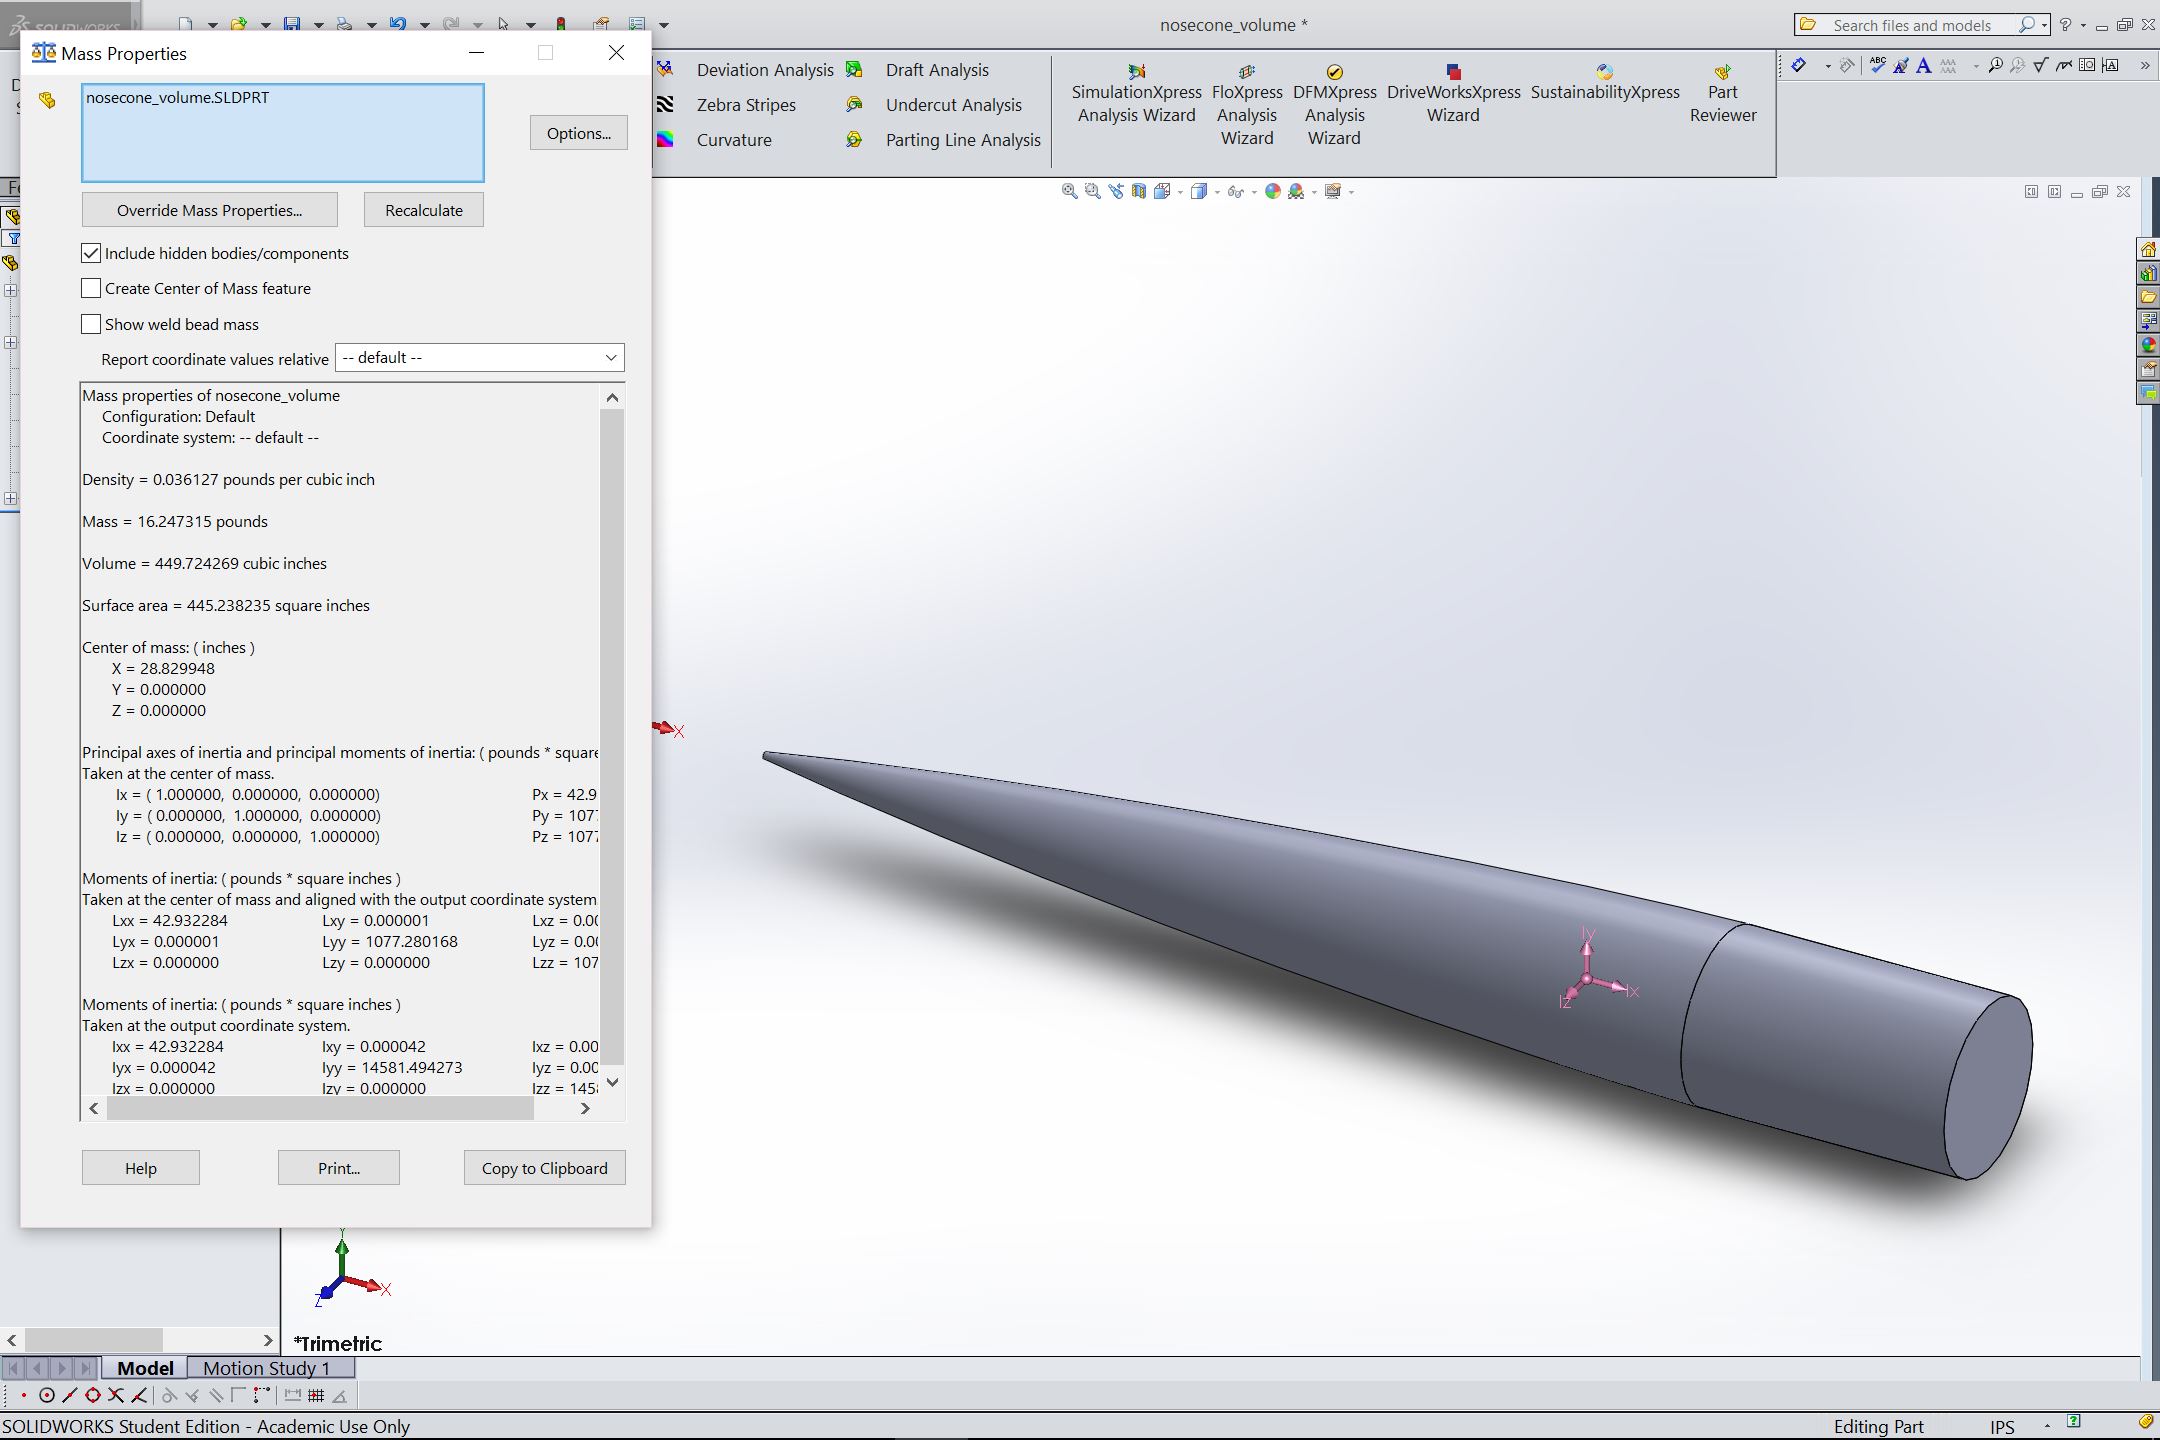 SOLIDWORKS
nosecone_volume *
Search files and models
Mass Properties
nosecone_volume.SLDPRT
Options...
Override Mass Properties...
Recalculate
Include hidden bodies/components
Create Center of Mass feature
Show weld bead mass
Report coordinate values relative
-- default --
Mass properties of nosecone_volume
Configuration: Default
Coordinate system: -- default --
Density = 0.036127 pounds per cubic inch
Mass = 16.247315 pounds
Volume = 449.724269 cubic inches
Surface area = 445.238235 square inches
Center of mass: ( inches )
X = 28.829948
Y = 0.000000
Z = 0.000000
Principal axes of inertia and principal moments of inertia: ( pounds * square
Taken at the center of mass.
Ix = ( 1.000000, 0.000000, 0.000000) Px = 42.9
Iy = ( 0.000000, 1.000000, 0.000000) Py = 107
Iz = ( 0.000000, 0.000000, 1.000000) Pz = 107
Moments of inertia: ( pounds * square inches )
Taken at the center of mass and aligned with the output coordinate system
Lxx = 42.932284 Lxy = 0.000001 Lxz = 0.0
Lyx = 0.000001 Lyy = 1077.280168 Lyz = 0.0
Lzx = 0.000000 Lzy = 0.000000 Lzz = 107
Moments of inertia: ( pounds * square inches )
Taken at the output coordinate system.
Ixx = 42.932284 Ixy = 0.000042 Ixz = 0.00
Iyx = 0.000042 Iyy = 14581.494273 Iyz = 0.00
Izx = 0.000000 Izy = 0.000000 Izz = 145
Help
Print...
Copy to Clipboard
Deviation Analysis
Zebra Stripes
Curvature
Draft Analysis
Undercut Analysis
Parting Line Analysis
SimulationXpress
Analysis Wizard
FloXpress
Analysis
Wizard
DFMXpress
Analysis
Wizard
DriveWorksXpress
Wizard
SustainabilityXpress
Part
Reviewer
X
Iy
Ix
Iz
Y
X
Z
*Trimetric
Model
Motion Study 1
SOLIDWORKS Student Edition - Academic Use Only
Editing Part
IPS